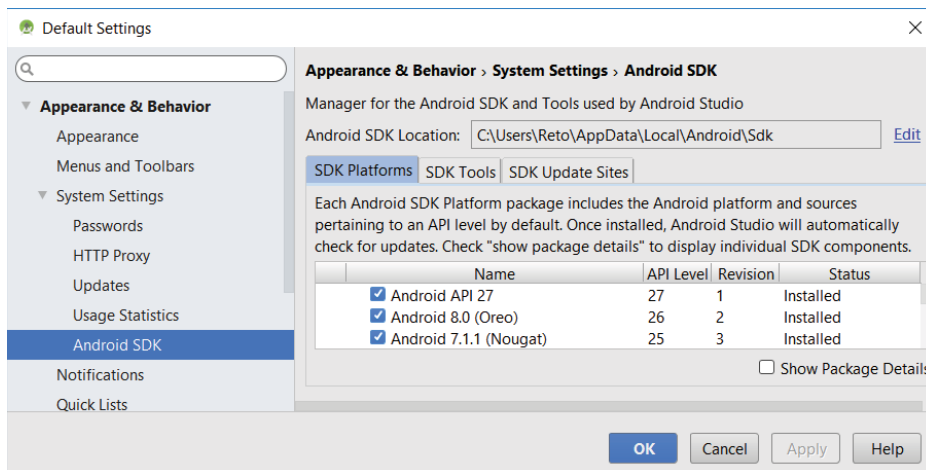 Default Settings
Appearance & Behavior
Appearance
Menus and Toolbars
System Settings
Passwords
HTTP Proxy
Updates
Usage Statistics
Android SDK
Notifications
Quick Lists
Appearance & Behavior › System Settings › Android SDK
Manager for the Android SDK and Tools used by Android Studio
Android SDK Location: C:\Users\Reto\AppData\Local\Android\Sdk Edit
SDK Platforms SDK Tools SDK Update Sites
Each Android SDK Platform package includes the Android platform and sources
pertaining to an API level by default. Once installed, Android Studio will automatically
check for updates. Check "show package details" to display individual SDK components.
Name API Level Revision Status
Android API 27 27 1 Installed
Android 8.0 (Oreo) 26 2 Installed
Android 7.1.1 (Nougat) 25 3 Installed
Show Package Details
OK Cancel Apply Help